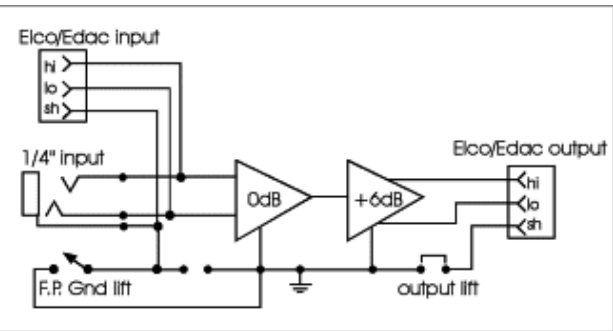 Elco/Edac input
hi
lo
sh
1/4" input
Elco/Edac output
0dB
+6dB
hi
lo
sh
F.P. Gnd lift
output lift